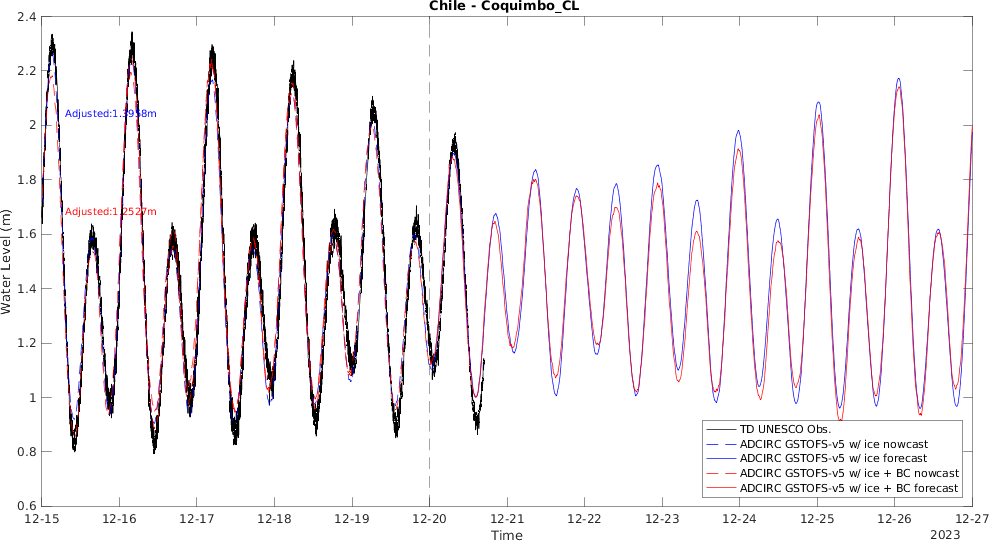 Chile - Coquimbo_CL
2.4
2.2
2
1.8
1.6
1.4
1.2
1
0.8
0.6
Water Level (m)
Adjusted:1.3958m
Adjusted:1.2527m
TD UNESCO Obs.
ADCIRC GSTOFS-v5 w/ ice nowcast
ADCIRC GSTOFS-v5 w/ ice forecast
ADCIRC GSTOFS-v5 w/ ice + BC nowcast
ADCIRC GSTOFS-v5 w/ ice + BC forecast
12-15 12-16 12-17 12-18 12-19 12-20 12-21 12-22 12-23 12-24 12-25 12-26 12-27
Time
2023